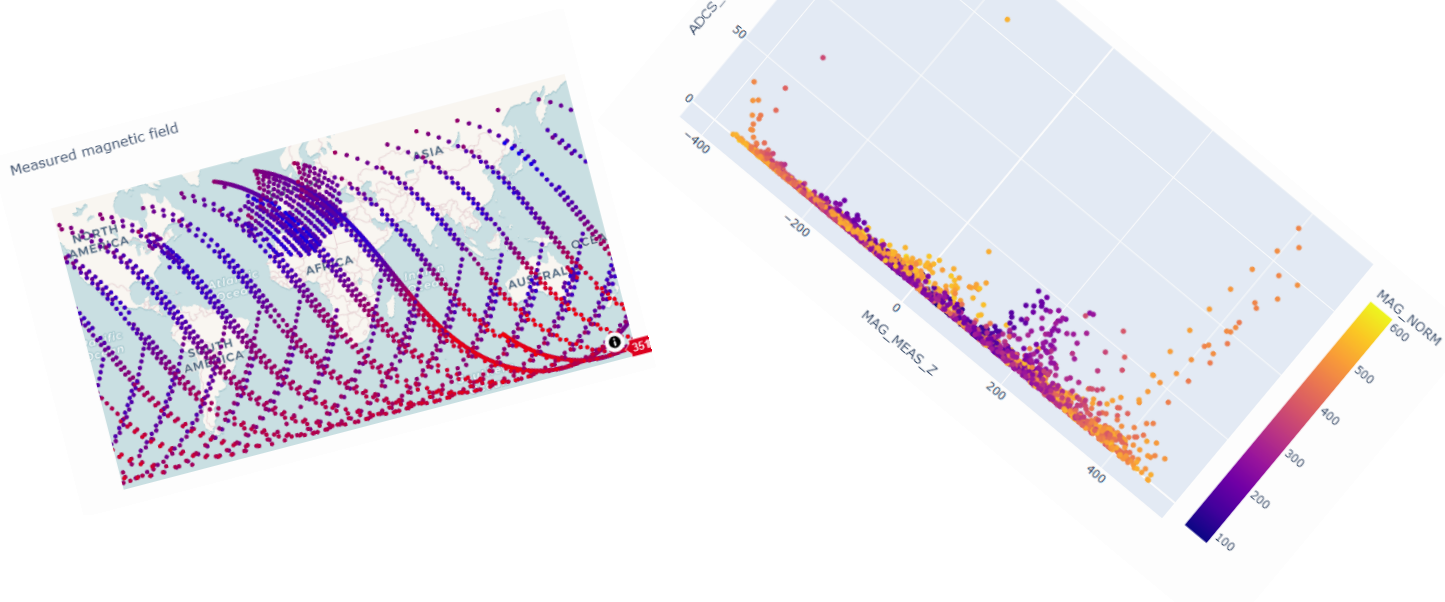 Measured magnetic field
NORTH
AMERICA
ASIA
AFRICA
SOUTH
AMERICA
ADCS_
50
0
−400
−200
0
200
400
MAG_MEAS_Z
MAG_NORM
600
500
400
300
200
100